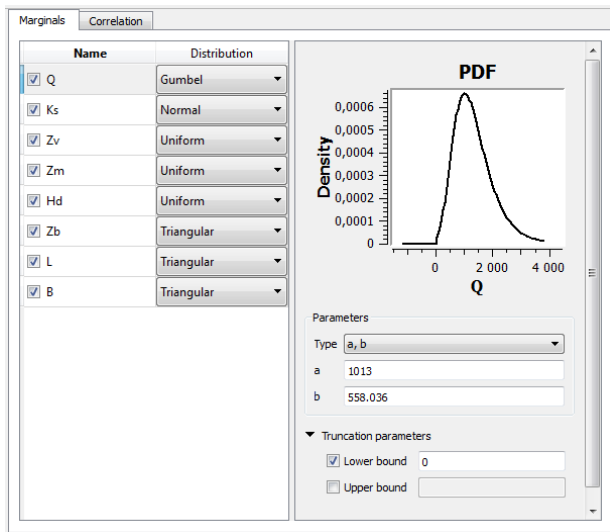 Marginals Correlation
Name Distribution
Q Gumbel
Ks Normal
Zv Uniform
Zm Uniform
Hd Uniform
Zb Triangular
L Triangular
B Triangular
PDF
Density
0,0006
0,0005
0,0004
0,0003
0,0002
0,0001
0
0 2 000 4 000
Q
Parameters
Type a, b
a 1013
b 558.036
Truncation parameters
Lower bound 0
Upper bound